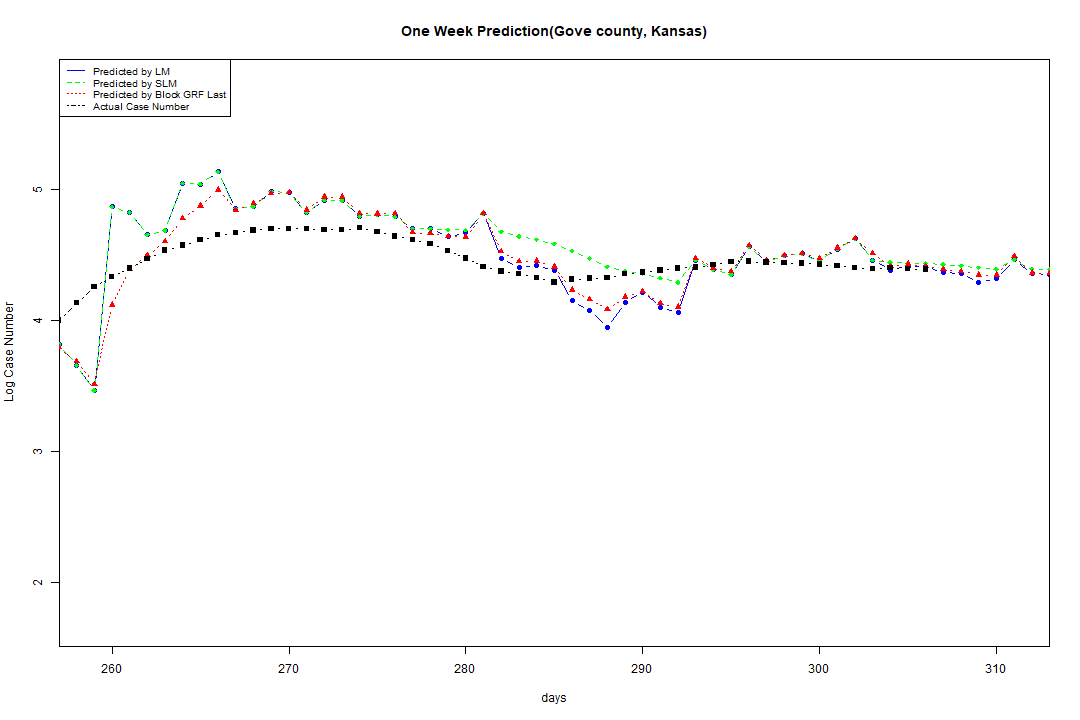 One Week Prediction(Gove county, Kansas)
Predicted by LM
Predicted by SLM
Predicted by Block GRF Last
Actual Case Number
5
4
3
2
Log Case Number
260 270 280 290 300 310
days